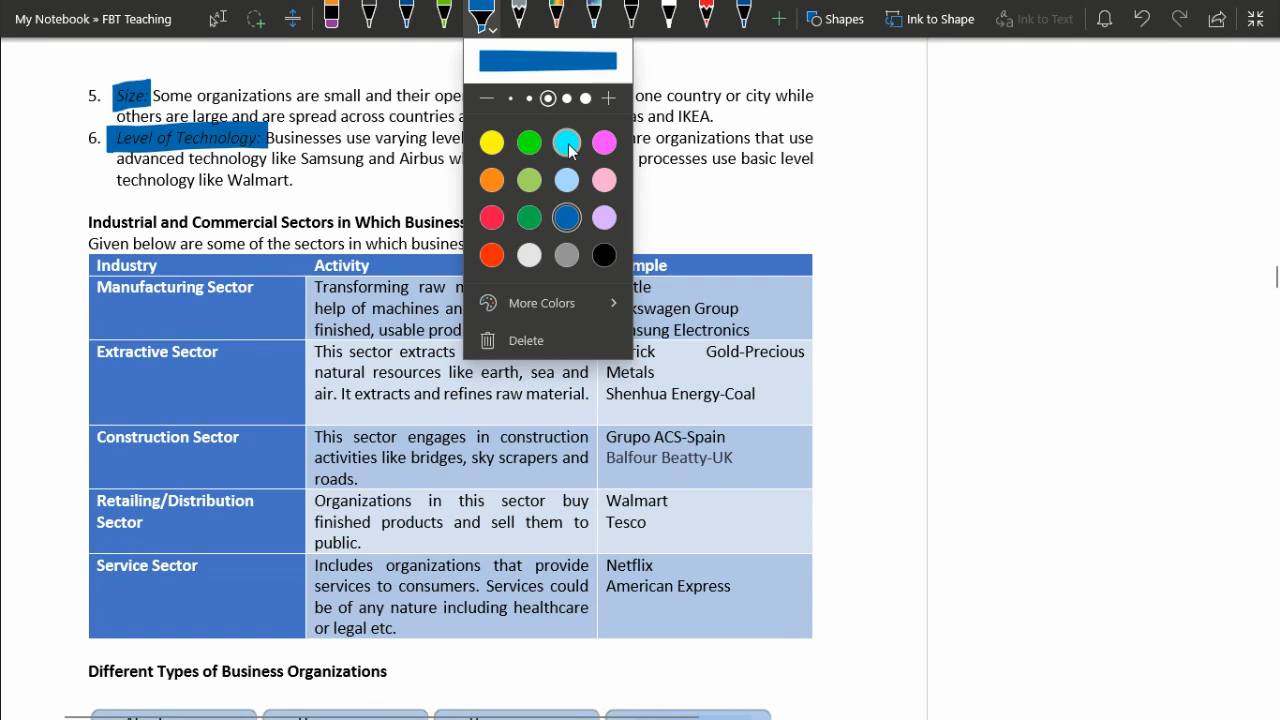 My Notebook » FBT Teaching
Shapes
Ink to Shape
Ink to Text
5. Size: Some organizations are small and their oper one country or city while
others are large and are spread across countries as and IKEA.
6. Level of Technology: Businesses use varying level are organizations that use
advanced technology like Samsung and Airbus processes use basic level
technology like Walmart.
More Colors
Delete
Industrial and Commercial Sectors in Which Business
Given below are some of the sectors in which busines
Industry Activity mple
Manufacturing Sector
Transforming raw
help of machines an
finished, usable prod
tle
kswagen Group
nsung Electronics
Extractive Sector
This sector extracts
natural resources like earth, sea and
air. It extracts and refines raw material.
rick Gold-Precious
Metals
Shenhua Energy-Coal
Construction Sector
This sector engages in construction
activities like bridges, sky scrapers and
roads.
Grupo ACS-Spain
Balfour Beatty-UK
Retailing/Distribution
Sector
Organizations in this sector buy
finished products and sell them to
public.
Walmart
Tesco
Service Sector
Includes organizations that provide
services to consumers. Services could
be of any nature including healthcare
or legal etc.
Netflix
American Express
Different Types of Business Organizations